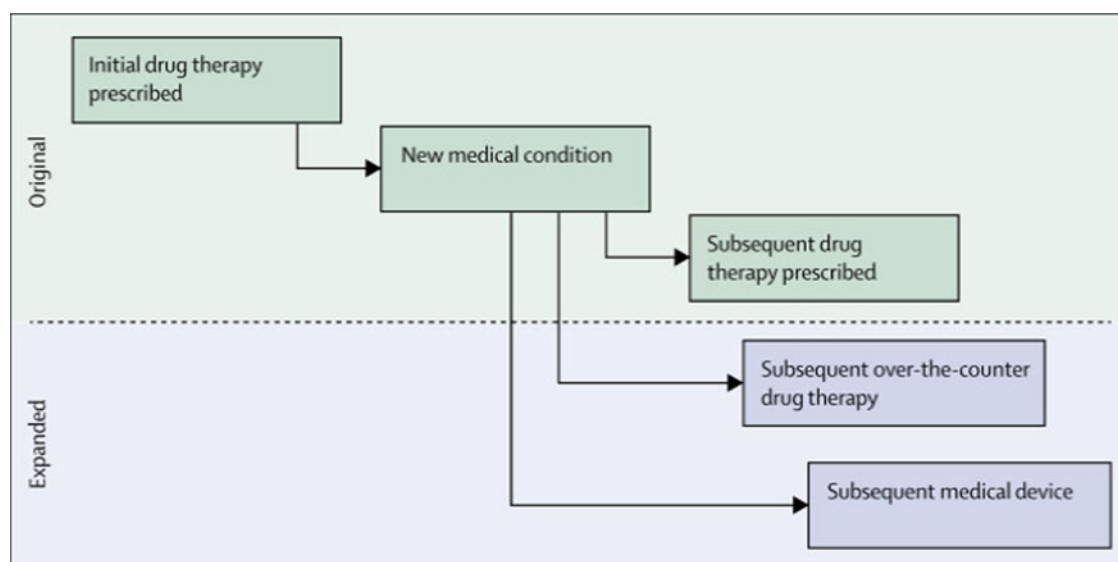 Initial drug therapy
prescribed
Original
New medical condition
Subsequent drug
therapy prescribed
Expanded
Subsequent over-the-counter
drug therapy
Subsequent medical device